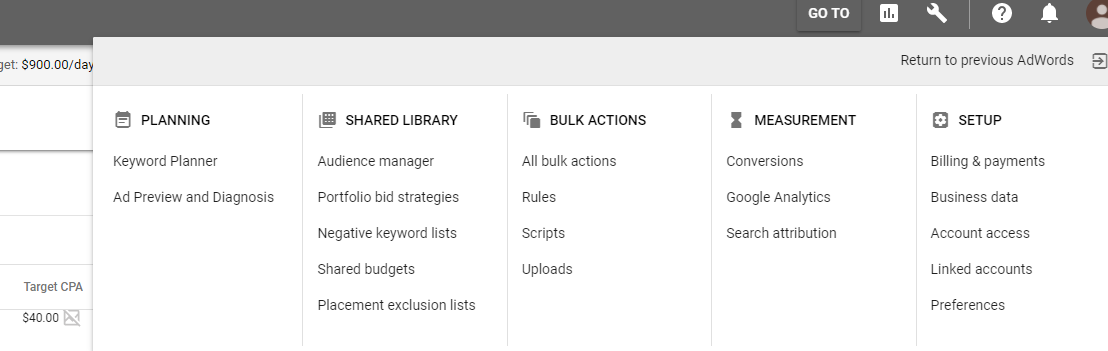 GO TO
get: $900.00/day
Return to previous AdWords
PLANNING
Keyword Planner
Ad Preview and Diagnosis
SHARED LIBRARY
Audience manager
Portfolio bid strategies
Negative keyword lists
Shared budgets
Placement exclusion lists
BULK ACTIONS
All bulk actions
Rules
Scripts
Uploads
MEASUREMENT
Conversions
Google Analytics
Search attribution
SETUP
Billing & payments
Business data
Account access
Linked accounts
Preferences
Target CPA
$40.00